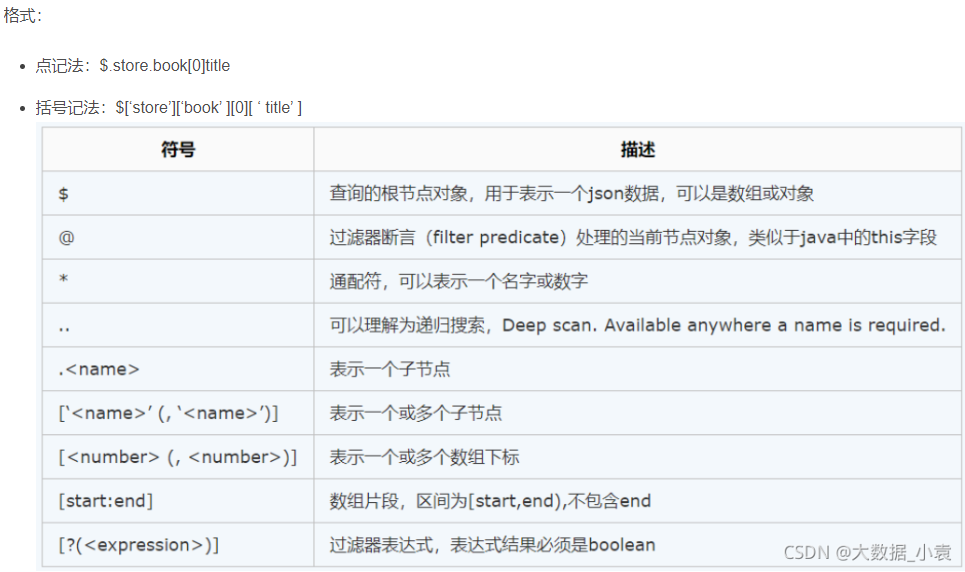 格式：
点记法：$.store.book[0]title
括号记法：$[‘store’][‘book’ ][0][ ‘ title’ ]
符号 描述
$ 查询的根节点对象，用于表示一个json数据，可以是数组或对象
@ 过滤器断言（filter predicate）处理的当前节点对象，类似于java中的this字段
* 通配符，可以表示一个名字或数字
.. 可以理解为递归搜索，Deep scan. Available anywhere a name is required.
.<name> 表示一个子节点
[‘<name>’ (, ‘<name>’)] 表示一个或多个子节点
[<number> (, <number>)] 表示一个或多个数组下标
[start:end] 数组片段，区间为[start,end),不包含end
[?(<expression>)] 过滤器表达式，表达式结果必须是boolean
CSDN @大数据_小袁